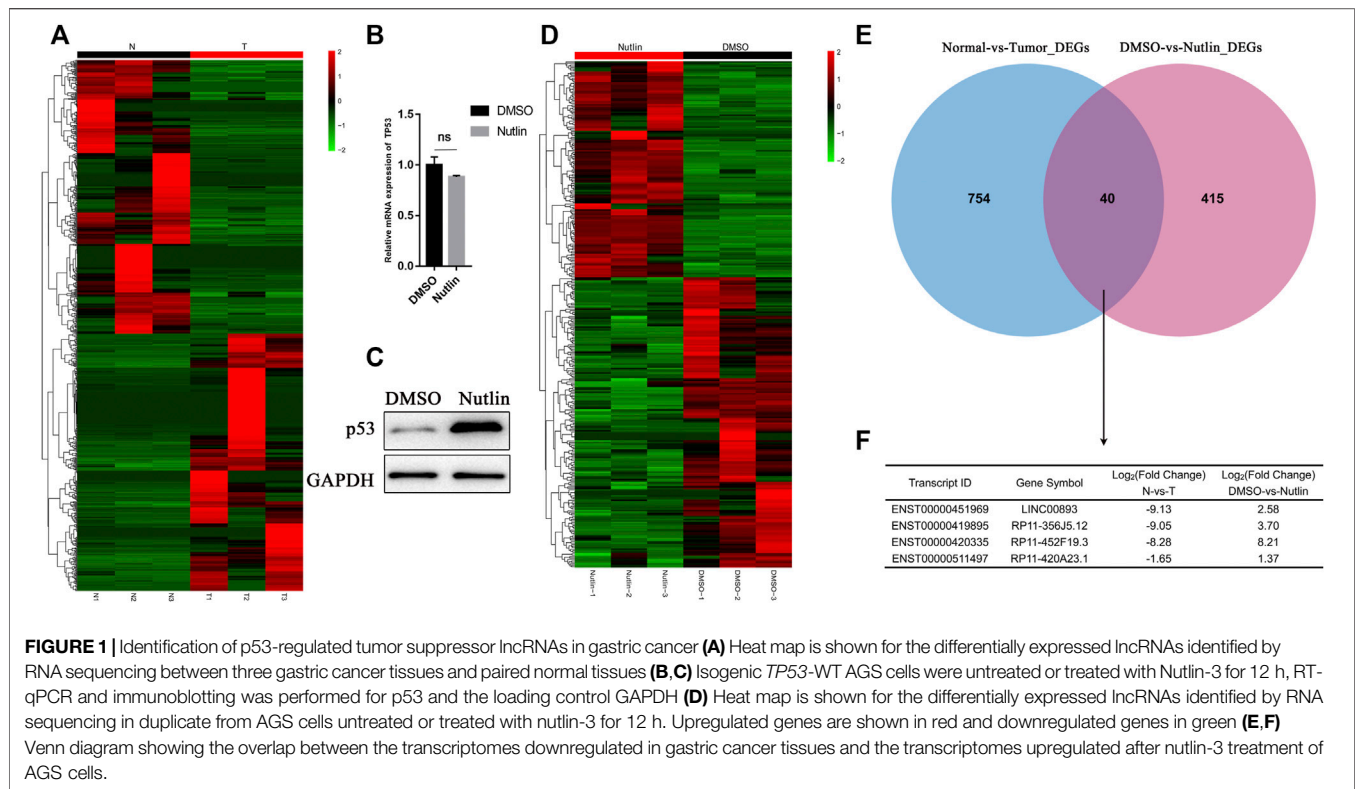 A
N
T
2
1
0
-1
-2
N1
N2
N3
T1
T2
T3
B
DMSO
Nutlin
Relative mRNA expression of TP53
1.5
1.0
0.5
0.0
ns
DMSO
Nutlin
C
DMSO Nutlin
p53
GAPDH
D
Nutlin
DMSO
2
1
0
-1
-2
Nutlin-1
Nutlin-2
Nutlin-3
DMSO-1
DMSO-2
DMSO-3
E
Normal-vs-Tumor_DEGs
DMSO-vs-Nutlin_DEGs
754
40
415
F
Transcript ID Gene Symbol Log2(Fold Change) N-vs-T Log2(Fold Change) DMSO-vs-Nutlin
ENST00000451969 LINC00893 -9.13 2.58
ENST00000419895 RP11-356J5.12 -9.05 3.70
ENST00000420335 RP11-452F19.3 -8.28 8.21
ENST00000511497 RP11-420A23.1 -1.65 1.37
FIGURE 1 | Identification of p53-regulated tumor suppressor lncRNAs in gastric cancer (A) Heat map is shown for the differentially expressed lncRNAs identified by
RNA sequencing between three gastric cancer tissues and paired normal tissues (B,C) Isogenic TP53-WT AGS cells were untreated or treated with Nutlin-3 for 12 h, RT-
qPCR and immunoblotting was performed for p53 and the loading control GAPDH (D) Heat map is shown for the differentially expressed lncRNAs identified by RNA
sequencing in duplicate from AGS cells untreated or treated with nutlin-3 for 12 h. Upregulated genes are shown in red and downregulated genes in green (E,F)
Venn diagram showing the overlap between the transcriptomes downregulated in gastric cancer tissues and the transcriptomes upregulated after nutlin-3 treatment of
AGS cells.